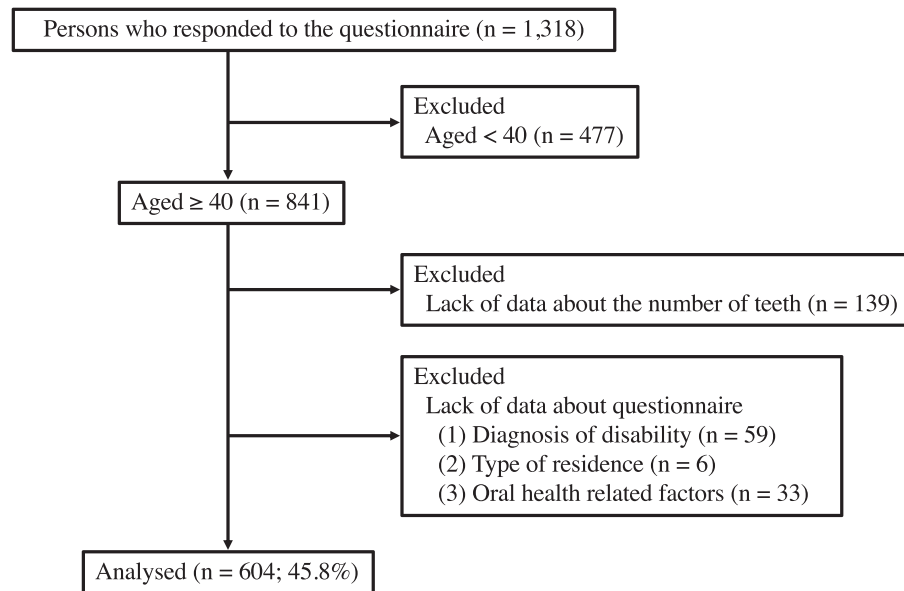 Persons who responded to the questionnaire (n = 1,318)
Excluded
Aged < 40 (n = 477)
Aged ≥ 40 (n = 841)
Excluded
Lack of data about the number of teeth (n = 139)
Excluded
Lack of data about questionnaire
(1) Diagnosis of disability (n = 59)
(2) Type of residence (n = 6)
(3) Oral health related factors (n = 33)
Analysed (n = 604; 45.8%)